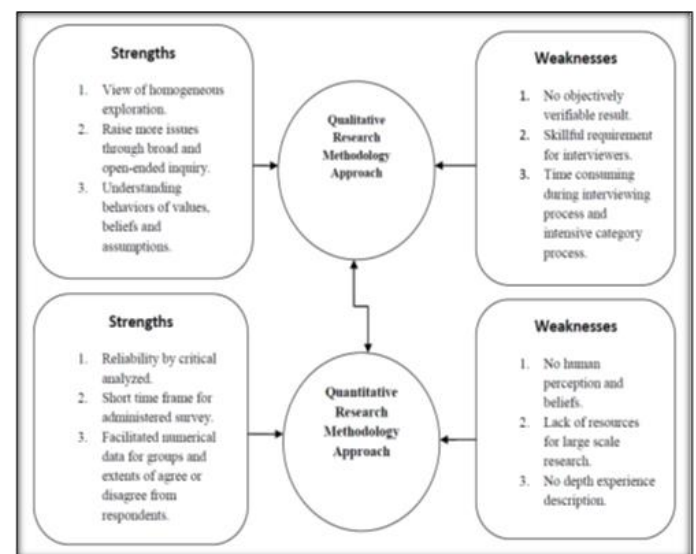 Strengths
1. View of homogeneous
exploration.
2. Raise more issues
through broad and
open-ended inquiry.
3. Understanding
behaviors of values,
beliefs and
assumptions.
Qualitative
Research
Methodology
Approach
Weaknesses
1. No objectively
verifiable result.
2. Skillful requirement
for interviewers.
3. Time consuming
during interviewing
process and
intensive category
process.
Strengths
1. Reliability by critical
analyzed.
2. Short time frame for
administered survey.
3. Facilitated numerical
data for groups and
extents of agree or
disagree from
respondents.
Quantitative
Research
Methodology
Approach
Weaknesses
1. No human
perception and
beliefs.
2. Lack of resources
for large scale
research.
3. No depth experience
description.